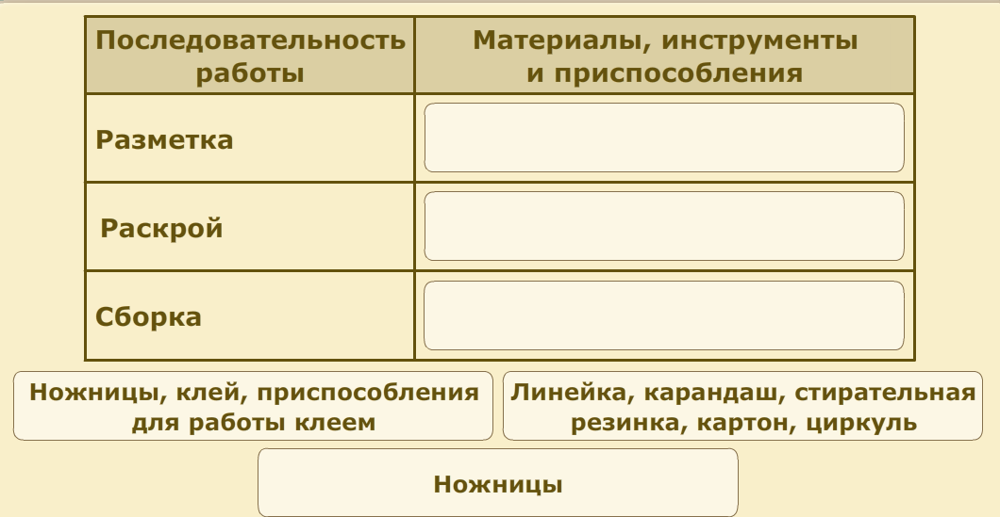 Последовательность
работы
Материалы, инструменты
и приспособления
Разметка
Раскрой
Сборка
Ножницы, клей, приспособления
для работы клеем
Линейка, карандаш, стирательная
резинка, картон, циркуль
Ножницы